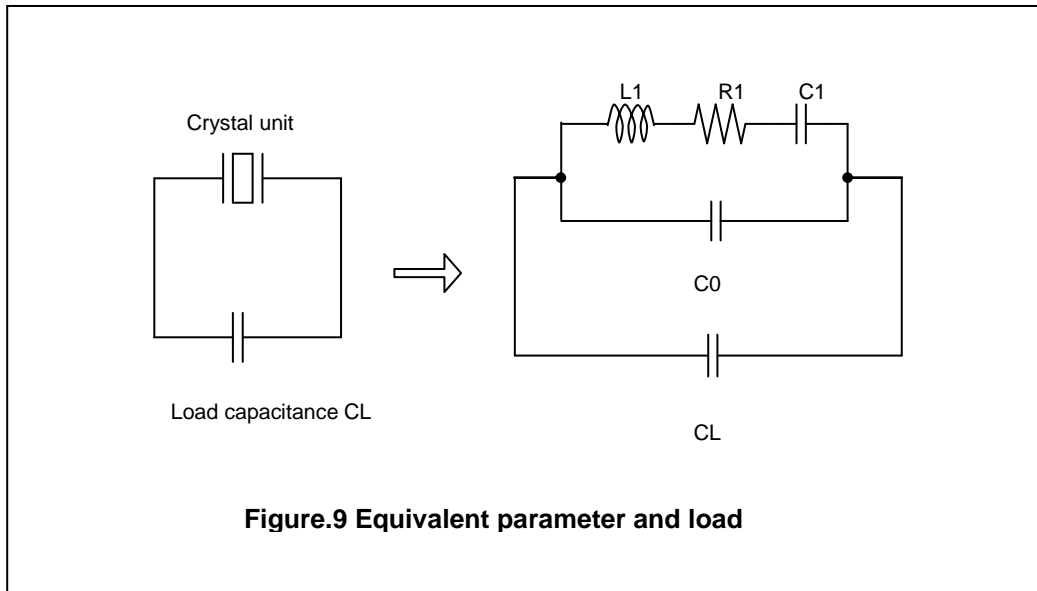 Crystal unit
Load capacitance CL
L1 R1 C1
C0
CL
Figure.9 Equivalent parameter and load